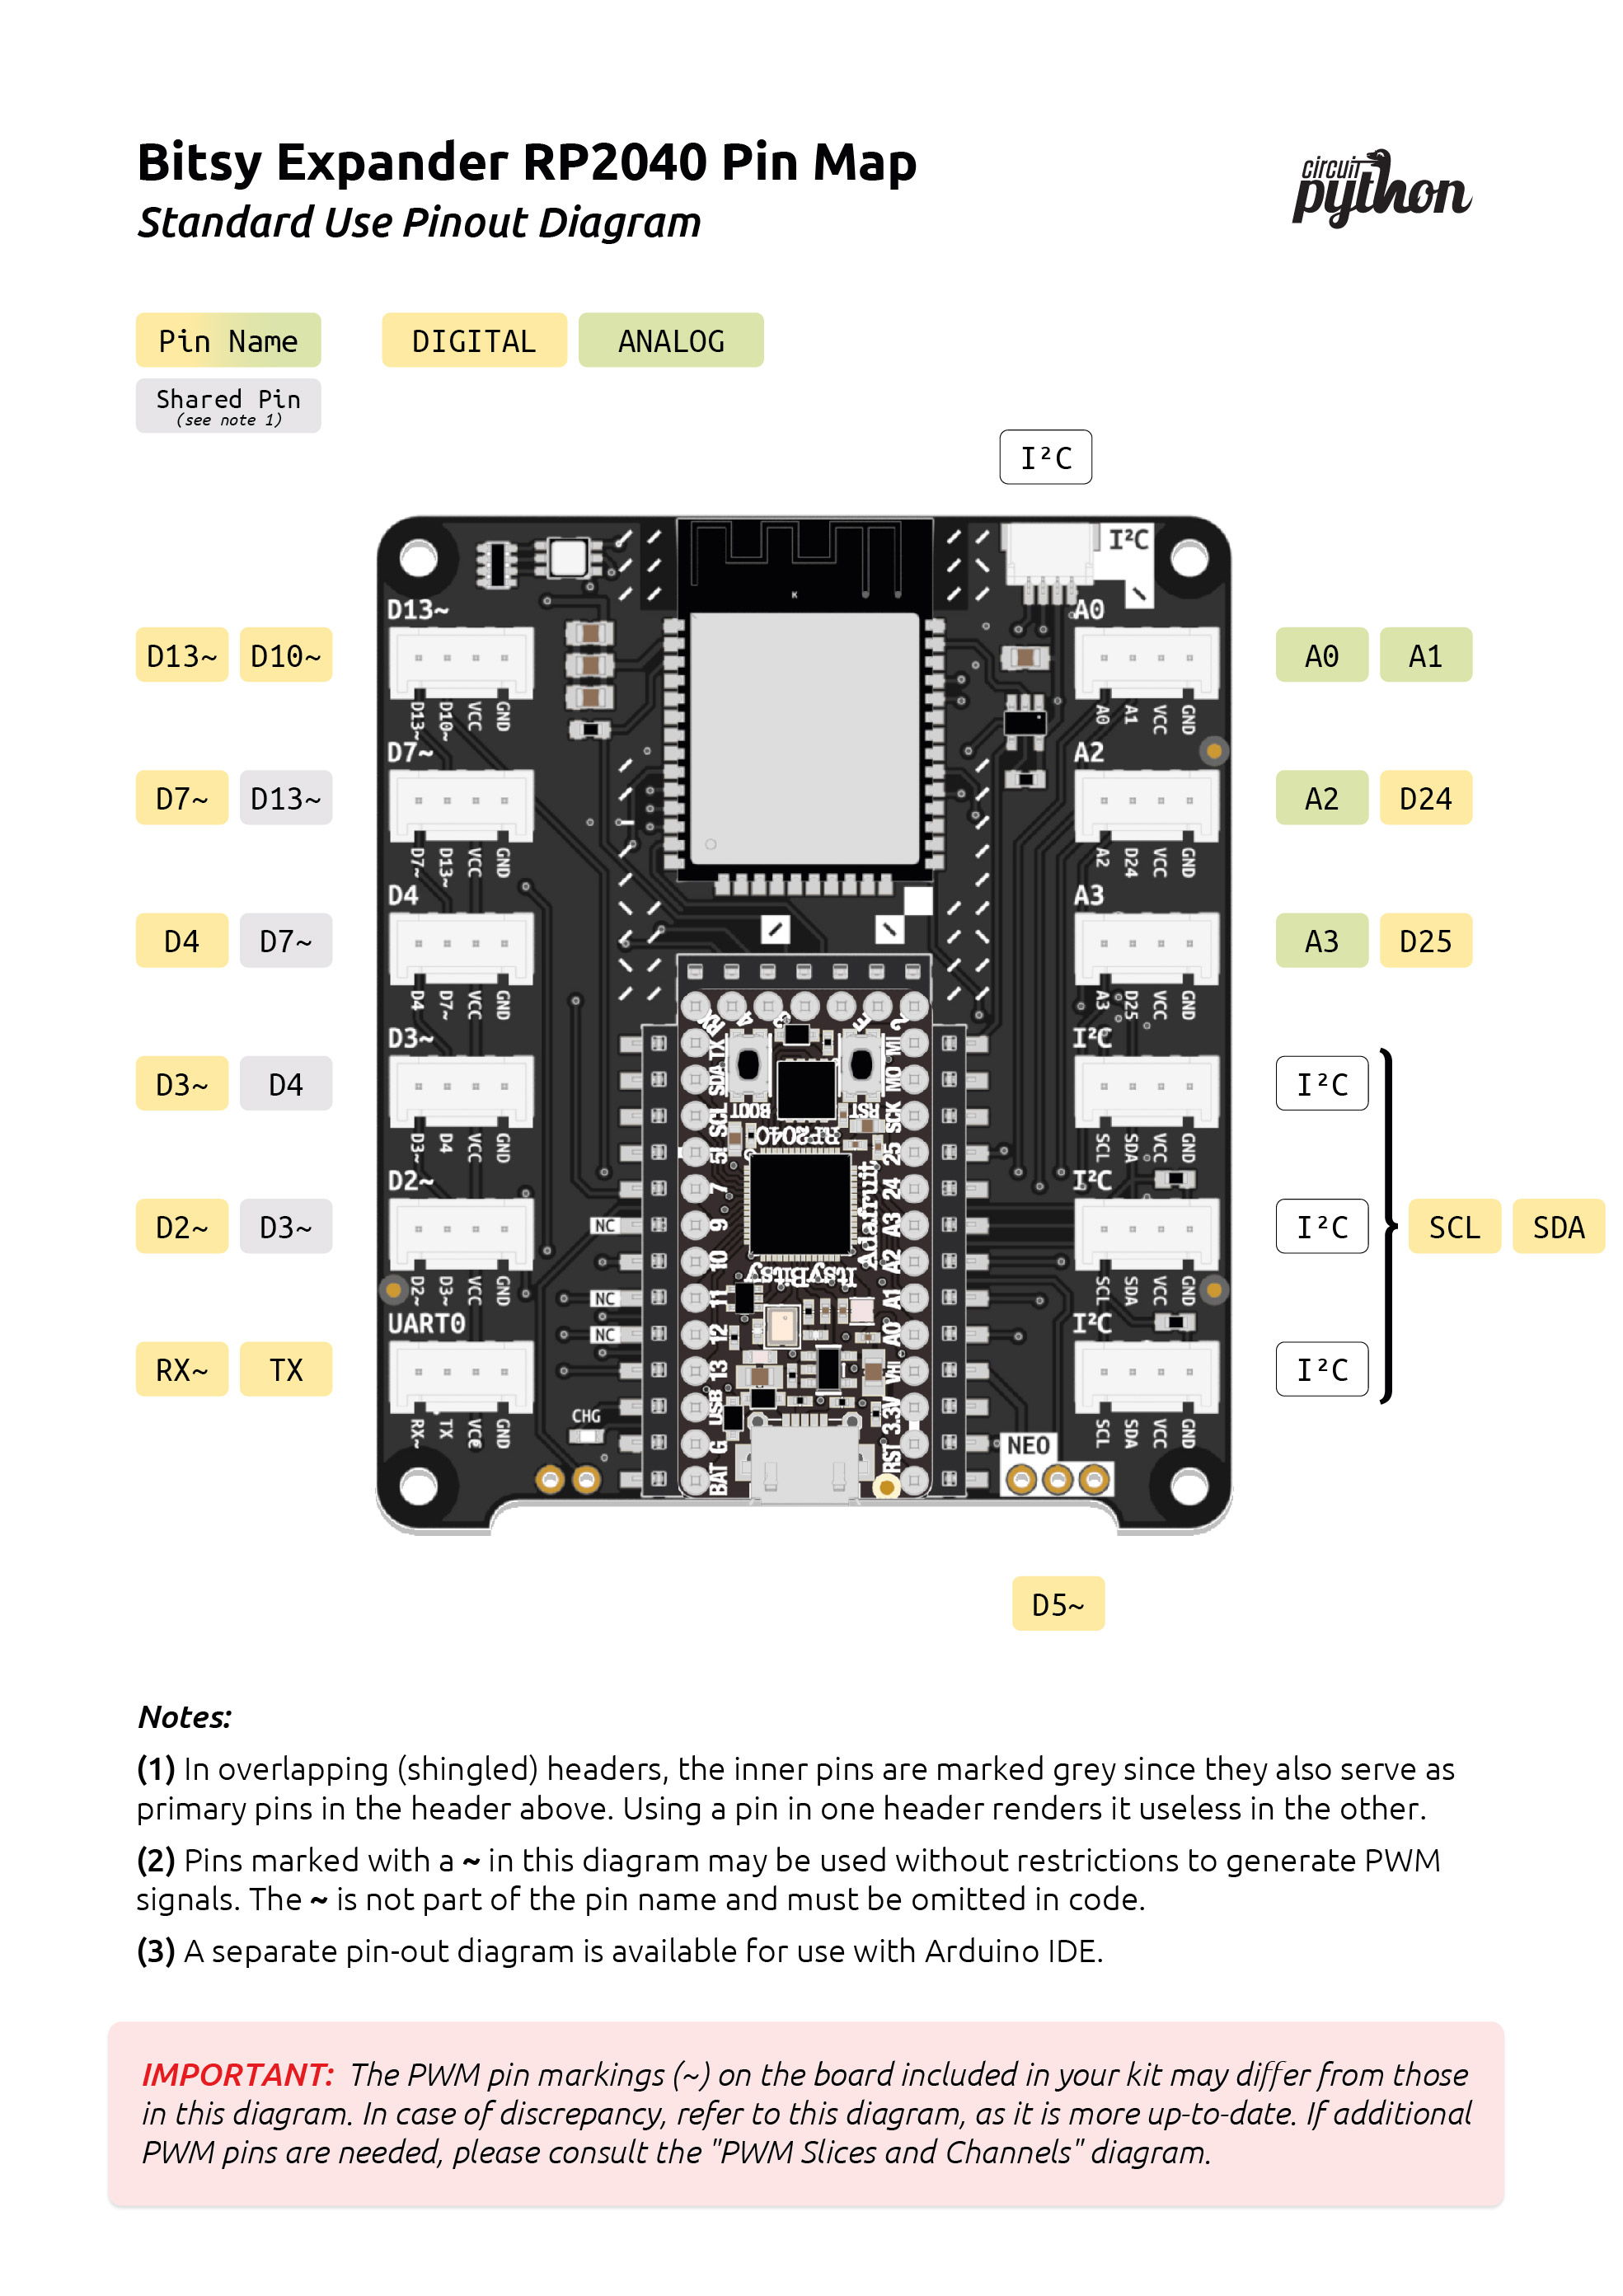 Bitsy Expander RP2040 Pin Map
Standard Use Pinout Diagram
circuit
python
Pin Name
DIGITAL
ANALOG
Shared Pin
(see note 1)
I²C
I²C
D13~
A0
D13~ D10~
A0 A1
D13~ D10~ VCC GND
A0 A1 VCC GND
D7~
A2
D7~ D13~
A2 D24
D7~ D13~ VCC GND
A2 D24 VCC GND
D4
A3
D4 D7~
A3 D25
D4 D7~ VCC GND
A3 D25 VCC GND
D3~
I²C
D3~ D4
I²C
D3~ D4 VCC GND
SCL SDA VCC GND
D2~
I²C
D2~ D3~
I²C
SCL SDA
D2~ D3~ VCC GND
SCL SDA VCC GND
UART0
I²C
RX~ TX
I²C
RX~ TX VCC GND
SCL SDA VCC GND
K
RX
4
3
E
2
TX
SDA
SCL
5!
7
9
10
11
12
13
USB
G
BAT
MI
MO
SCK
25
24
A3
A2
A1
A0
VHI
3.3V
RST
BOOT
RST
RP2040
Adafruit
ItsyBitsy
NC
NC
NC
CHG
NEO
D5~
Notes:
(1) In overlapping (shingled) headers, the inner pins are marked grey since they also serve as
primary pins in the header above. Using a pin in one header renders it useless in the other.
(2) Pins marked with a ~ in this diagram may be used without restrictions to generate PWM
signals. The ~ is not part of the pin name and must be omitted in code.
(3) A separate pin-out diagram is available for use with Arduino IDE.
IMPORTANT: The PWM pin markings (~) on the board included in your kit may differ from those
in this diagram. In case of discrepancy, refer to this diagram, as it is more up-to-date. If additional
PWM pins are needed, please consult the "PWM Slices and Channels" diagram.